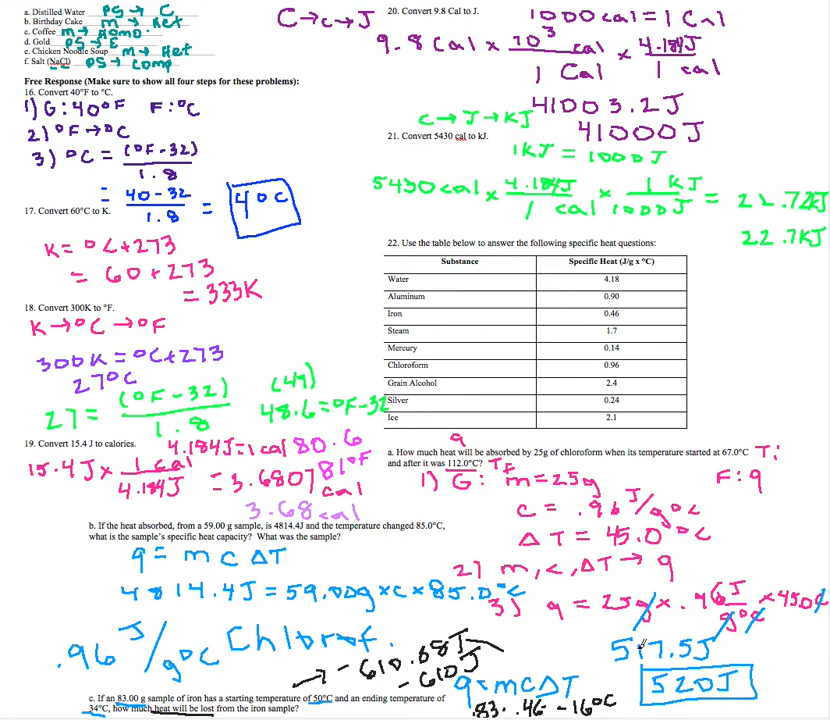 a. Distilled Water PS → C
b. Birthday Cake m → Het
c. Coffee m → Homo.
d. Gold PS → E
e. Chicken Noodle Soup m → Het
f. Salt (NaCl) PS → comp
Free Response (Make sure to show all four steps for these problems):
16. Convert 40°F to °C.
1) G: 40°F F: °C
2) °F → °C
3) °C = (°F - 32)
1.8
= 40 - 32
1.8
= 4°C
17. Convert 60°C to K.
K = °C + 273
= 60 + 273
= 333K
18. Convert 300K to °F.
K → °C → °F
300K = °C + 273
27°C
27 = (°F - 32)
1.8
(49)
48.6 = °F - 32
80.6
81°F
19. Convert 15.4 J to calories.
4.184J = 1 cal
15.4J x 1 cal
4.184J
= 3.6807 cal
3.68 cal
C → c → J
20. Convert 9.8 Cal to J.
1000 cal = 1 Cal
9.8 Cal x 10³ cal x 4.184J
1 Cal 1 cal
41003.2J
41000J
C → J → KJ
21. Convert 5430 cal to kJ.
1KJ = 1000J
5430cal x 4.184J x 1 KJ = 22.72KJ
1 cal 1000J
22.7KJ
22. Use the table below to answer the following specific heat questions:
Substance Specific Heat (J/g x °C)
Water 4.18
Aluminum 0.90
Iron 0.46
Steam 1.7
Mercury 0.14
Chloroform 0.96
Grain Alcohol 2.4
Silver 0.24
Ice 2.1
q
a. How much heat will be absorbed by 25g of chloroform when its temperature started at 67.0°C Ti
and after it was 112.0°C? TF
1) G: m = 25g F: q
c = .96 J/g°C
ΔT = 45.0°C
2) m, c, ΔT → q
3) q = 25g x .96 J x 45.0°C
g°C
517.5J
520J
b. If the heat absorbed, from a 59.00 g sample, is 4814.4J and the temperature changed 85.0°C,
what is the sample's specific heat capacity? What was the sample?
q = m c ΔT
4814.4J = 59.00g x c x 85.0°C
.96 J/g°C Chlorof.
→ -610.88J
-610J
c. If an 83.00 g sample of iron has a starting temperature of 50°C and an ending temperature of
34°C, how much heat will be lost from the iron sample?
q = mcΔT
83. .46 -16°C